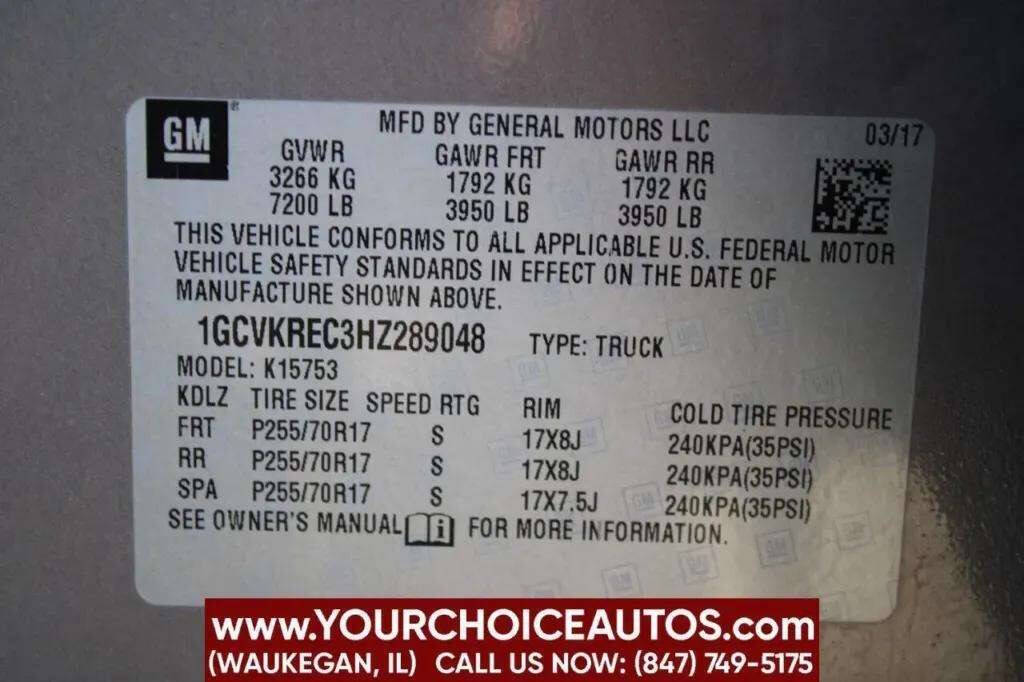 GM®
MFD BY GENERAL MOTORS LLC 03/17
GVWR GAWR FRT GAWR RR
3266 KG 1792 KG 1792 KG
7200 LB 3950 LB 3950 LB
THIS VEHICLE CONFORMS TO ALL APPLICABLE U.S. FEDERAL MOTOR
VEHICLE SAFETY STANDARDS IN EFFECT ON THE DATE OF
MANUFACTURE SHOWN ABOVE.
1GCVKREC3HZ289048 TYPE: TRUCK
MODEL: K15753
KDLZ TIRE SIZE SPEED RTG RIM COLD TIRE PRESSURE
FRT P255/70R17 S 17X8J 240KPA(35PSI)
RR P255/70R17 S 17X8J 240KPA(35PSI)
SPA P255/70R17 S 17X7.5J 240KPA(35PSI)
SEE OWNER'S MANUAL i FOR MORE INFORMATION.
www.YOURCHOICEAUTOS.com
(WAUKEGAN, IL) CALL US NOW: (847) 749-5175